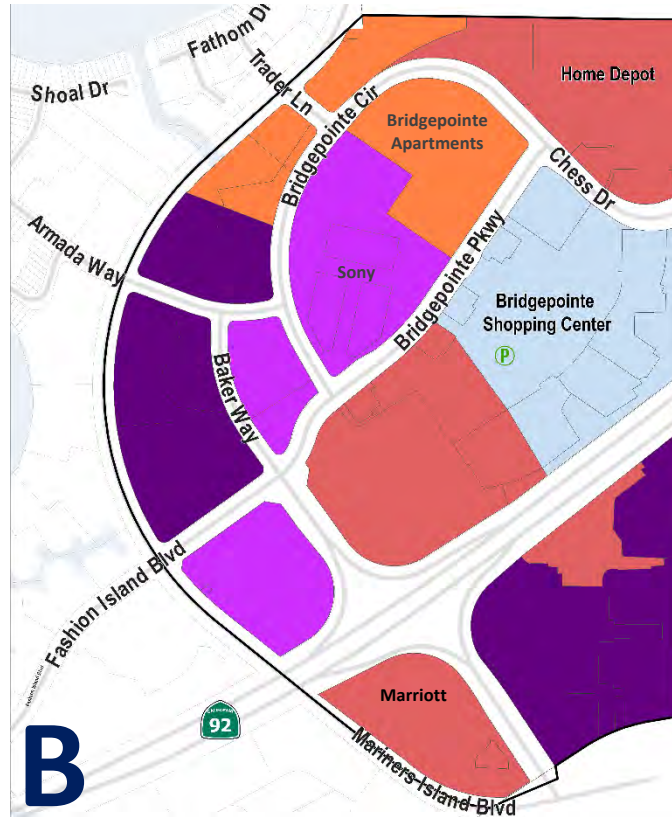 Fathom Dr
Shoal Dr
Trader Ln
Bridgepointe Cir
Home Depot
Bridgepointe
Apartments
Chess Dr
Armada Way
Sony
Bridgepointe Pkwy
Bridgepointe
Shopping Center
P
Baker Way
Fashion Island Blvd
Marriott
92
Mariners Island Blvd
B